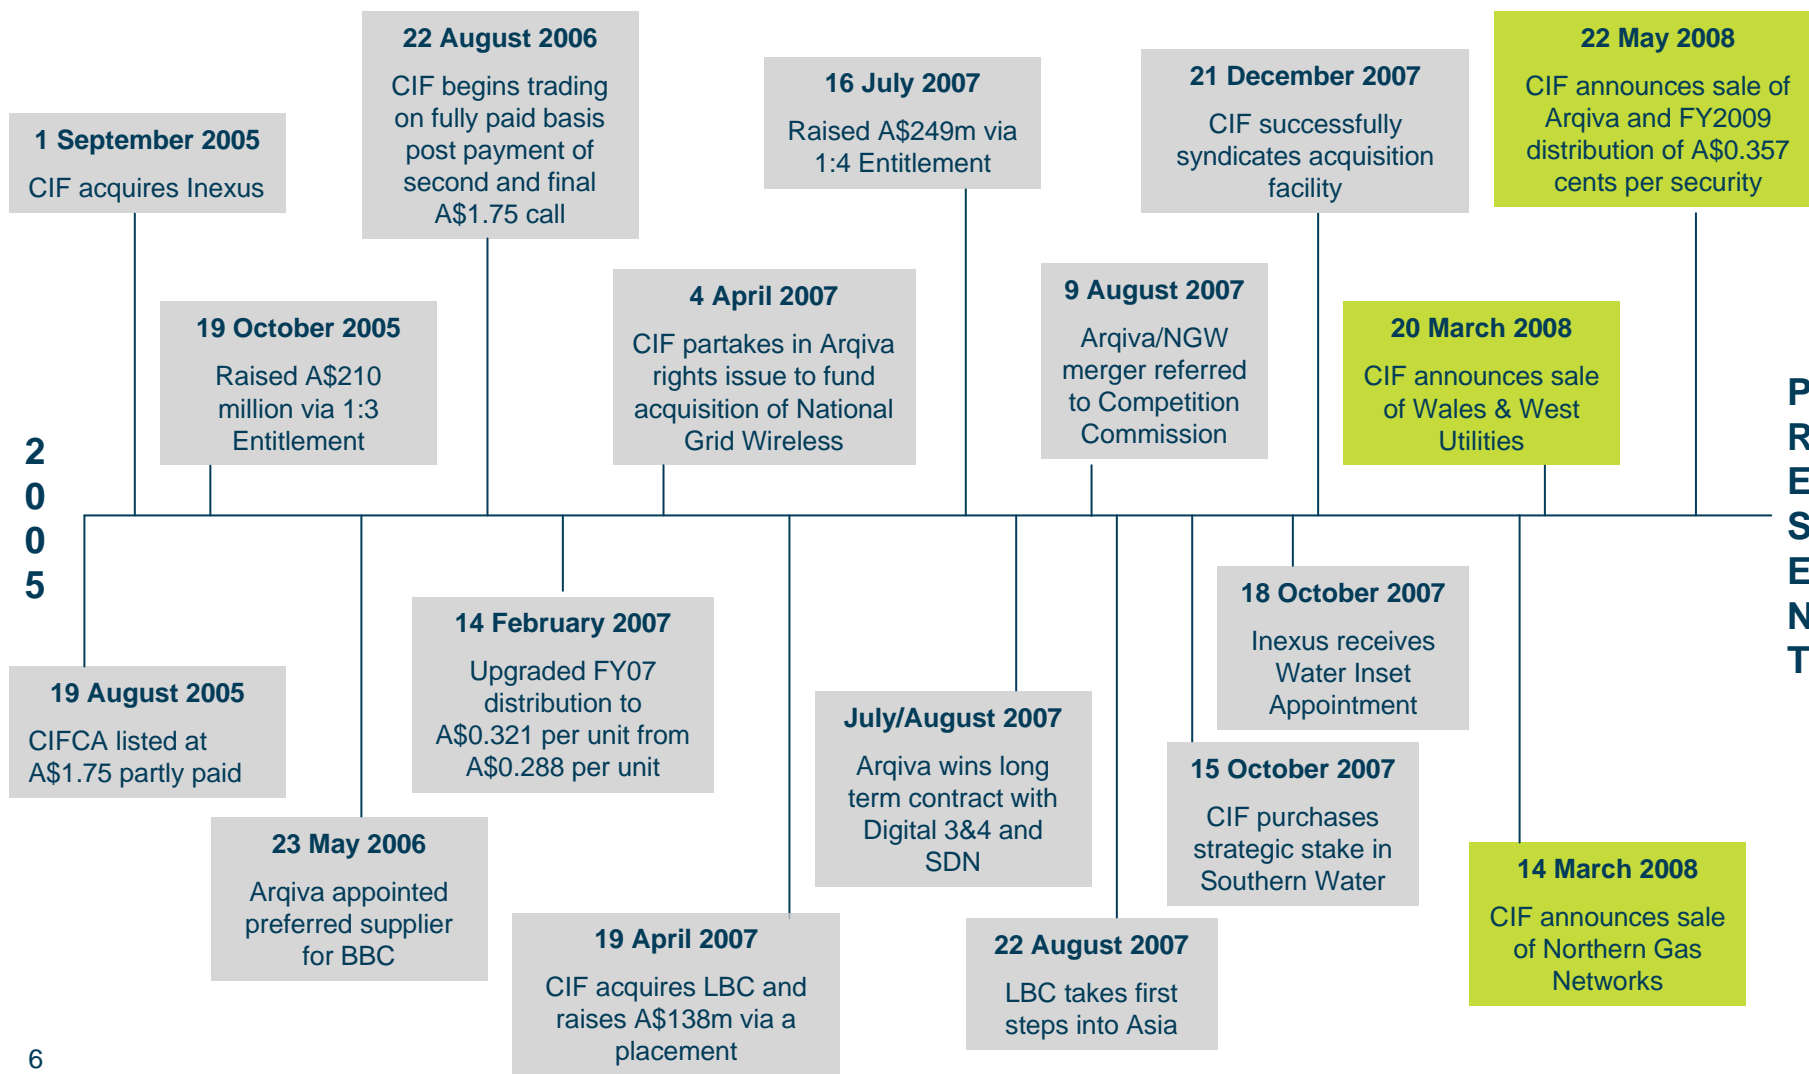 22 August 2006
CIF begins trading
on fully paid basis
post payment of
second and final
A$1.75 call
22 May 2008
CIF announces sale of
Arqiva and FY2009
distribution of A$0.357
cents per security
16 July 2007
Raised A$249m via
1:4 Entitlement
21 December 2007
CIF successfully
syndicates acquisition
facility
1 September 2005
CIF acquires Inexus
4 April 2007
CIF partakes in Arqiva
rights issue to fund
acquisition of National
Grid Wireless
9 August 2007
Arqiva/NGW
merger referred
to Competition
Commission
19 October 2005
Raised A$210
million via 1:3
Entitlement
20 March 2008
CIF announces sale
of Wales & West
Utilities
2
0
0
5
P
R
E
S
E
N
T
19 August 2005
CIFCA listed at
A$1.75 partly paid
14 February 2007
Upgraded FY07
distribution to
A$0.321 per unit from
A$0.288 per unit
18 October 2007
Inexus receives
Water Inset
Appointment
July/August 2007
Arqiva wins long
term contract with
Digital 3&4 and
SDN
15 October 2007
CIF purchases
strategic stake in
Southern Water
23 May 2006
Arqiva appointed
preferred supplier
for BBC
14 March 2008
CIF announces sale
of Northern Gas
Networks
19 April 2007
CIF acquires LBC and
raises A$138m via a
placement
22 August 2007
LBC takes first
steps into Asia
6